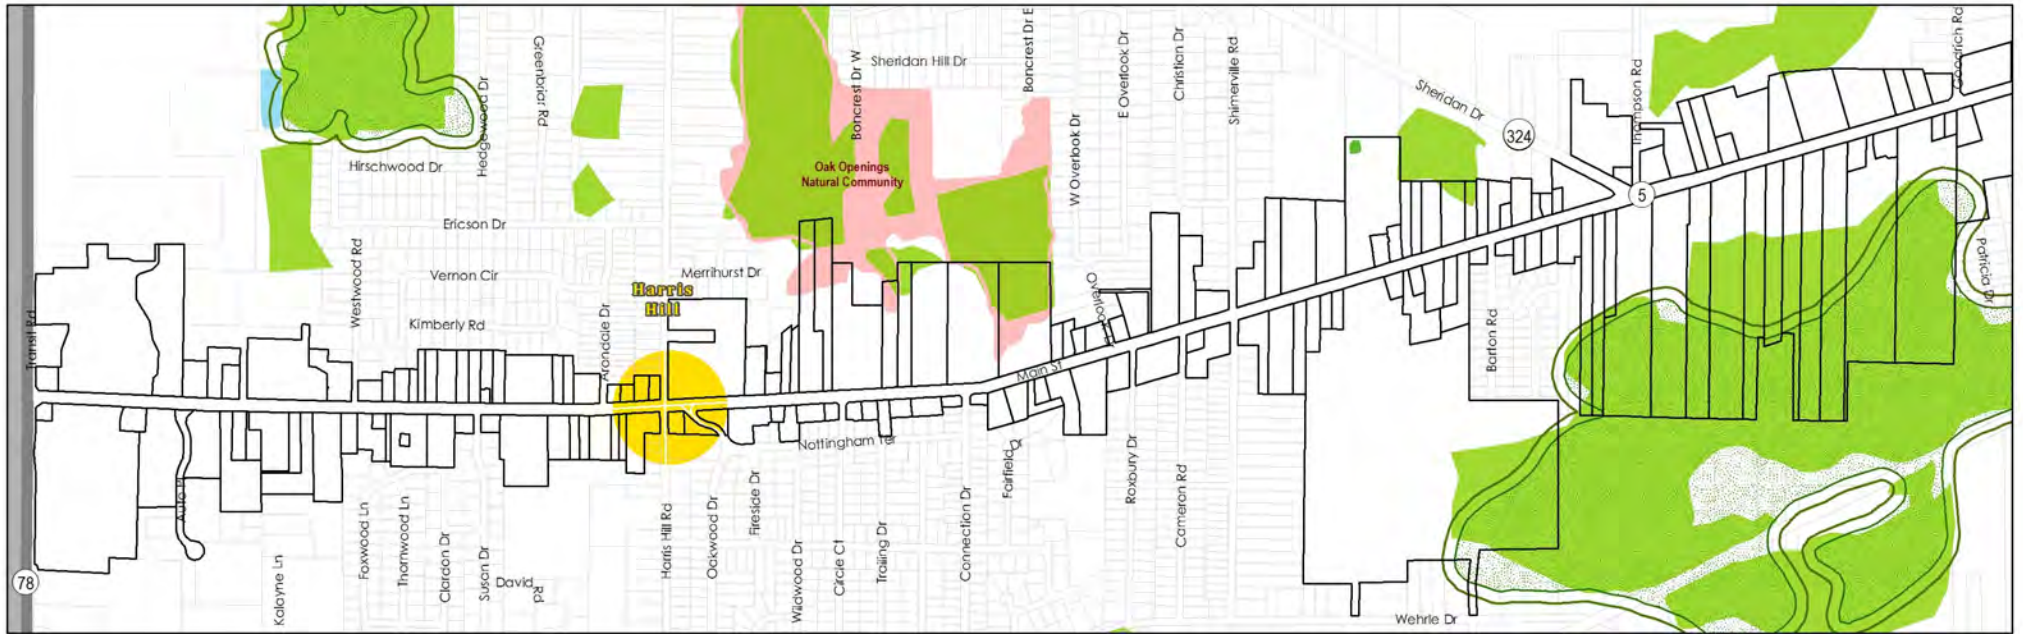 Goodrich Rd
Boncrest Dr E
Greenbriar Rd
Boncrest Dr W
Sheridan Hill Dr
E Overlook Dr
Christian Dr
Shimerville Rd
Thompson Rd
Hedgewood Dr
Sheridan Dr
324
Hirschwood Dr
Oak Openings
Natural Community
W Overlook Dr
5
Ericson Dr
Patricia Dr
Westwood Rd
Vernon Cir
Merrihurst Dr
Harris
Hill
Overlook Dr
Transit Rd
Kimberly Rd
Arondale Dr
Barton Rd
Main St
Nottingham Ter
Fairfield Dr
Roxbury Dr
Cameron Rd
Auto Pl
Foxwood Ln
Thornwood Ln
Clardon Dr
Susan Dr
David Rd
Harris Hill Rd
Ockwood Dr
Fireside Dr
Wildwood Dr
Circle Ct
Trailing Dr
Connection Dr
Kalayne Ln
78
Wehrle Dr